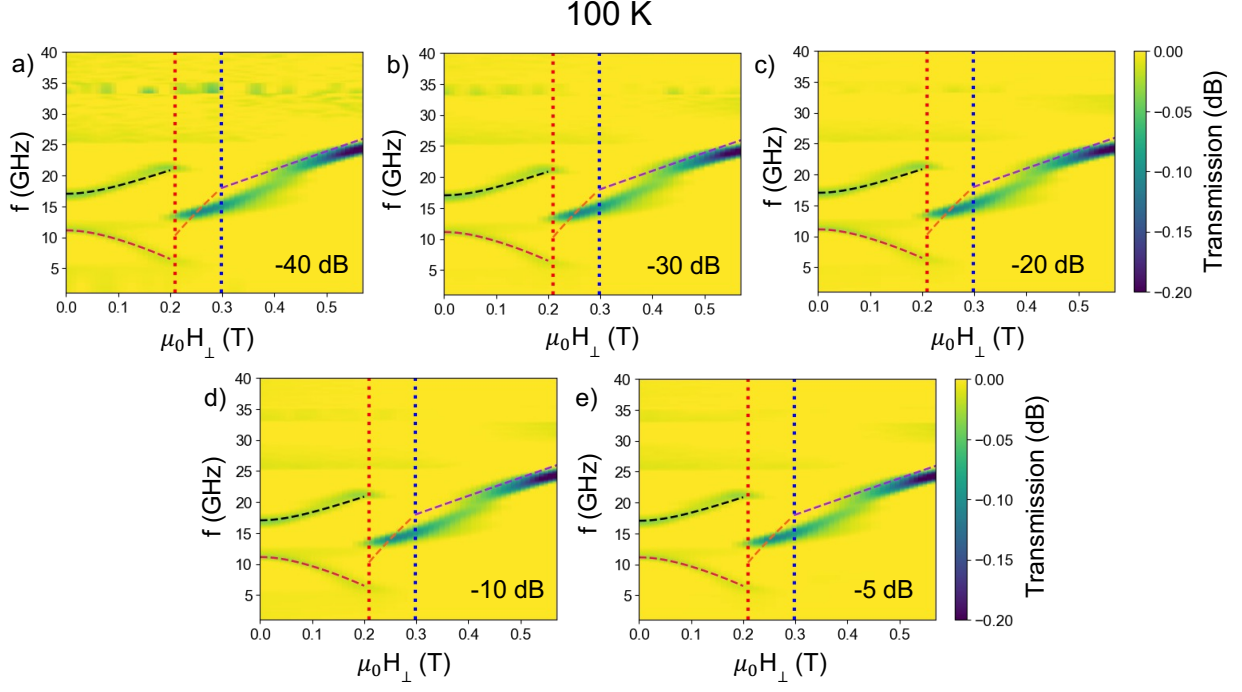 100 K
a)
f (GHz)
40
35
30
25
20
15
10
5
-40 dB
0.0 0.1 0.2 0.3 0.4 0.5
μ₀H⊥ (T)
b)
f (GHz)
40
35
30
25
20
15
10
5
-30 dB
0.0 0.1 0.2 0.3 0.4 0.5
μ₀H⊥ (T)
c)
f (GHz)
40
35
30
25
20
15
10
5
-20 dB
0.0 0.1 0.2 0.3 0.4 0.5
μ₀H⊥ (T)
0.00
−0.05
−0.10
−0.15
−0.20
Transmission (dB)
d)
f (GHz)
40
35
30
25
20
15
10
5
-10 dB
0.0 0.1 0.2 0.3 0.4 0.5
μ₀H⊥ (T)
e)
f (GHz)
40
35
30
25
20
15
10
5
-5 dB
0.0 0.1 0.2 0.3 0.4 0.5
μ₀H⊥ (T)
0.00
−0.05
−0.10
−0.15
−0.20
Transmission (dB)